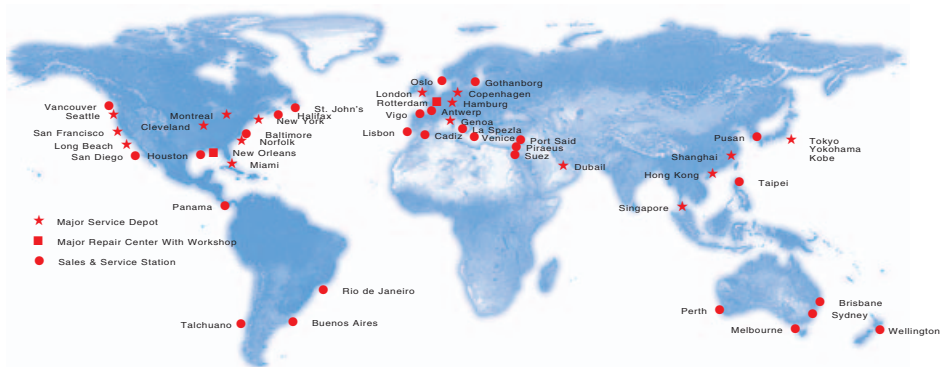 Oslo
Gothanborg
London
Copenhagen
Rotterdam
Hamburg
Vancouver
Seattle
St. John's
Montreal
Halifax
Vigo
Antwerp
Cleveland
New York
Genoa
San Francisco
Baltimore
Lisbon
Cadiz
La Spezla
Norfolk
Venice
Port Said
Pusan
Tokyo
Long Beach
Piraeus
Yokohama
San Diego
Houston
New Orleans
Suez
Shanghai
Kobe
Miami
Dubail
Hong Kong
Taipei
Panama
Singapore
Major Service Depot
Major Repair Center With Workshop
Sales & Service Station
Rio de Janeiro
Perth
Brisbane
Sydney
Talchuano
Buenos Aires
Melbourne
Wellington